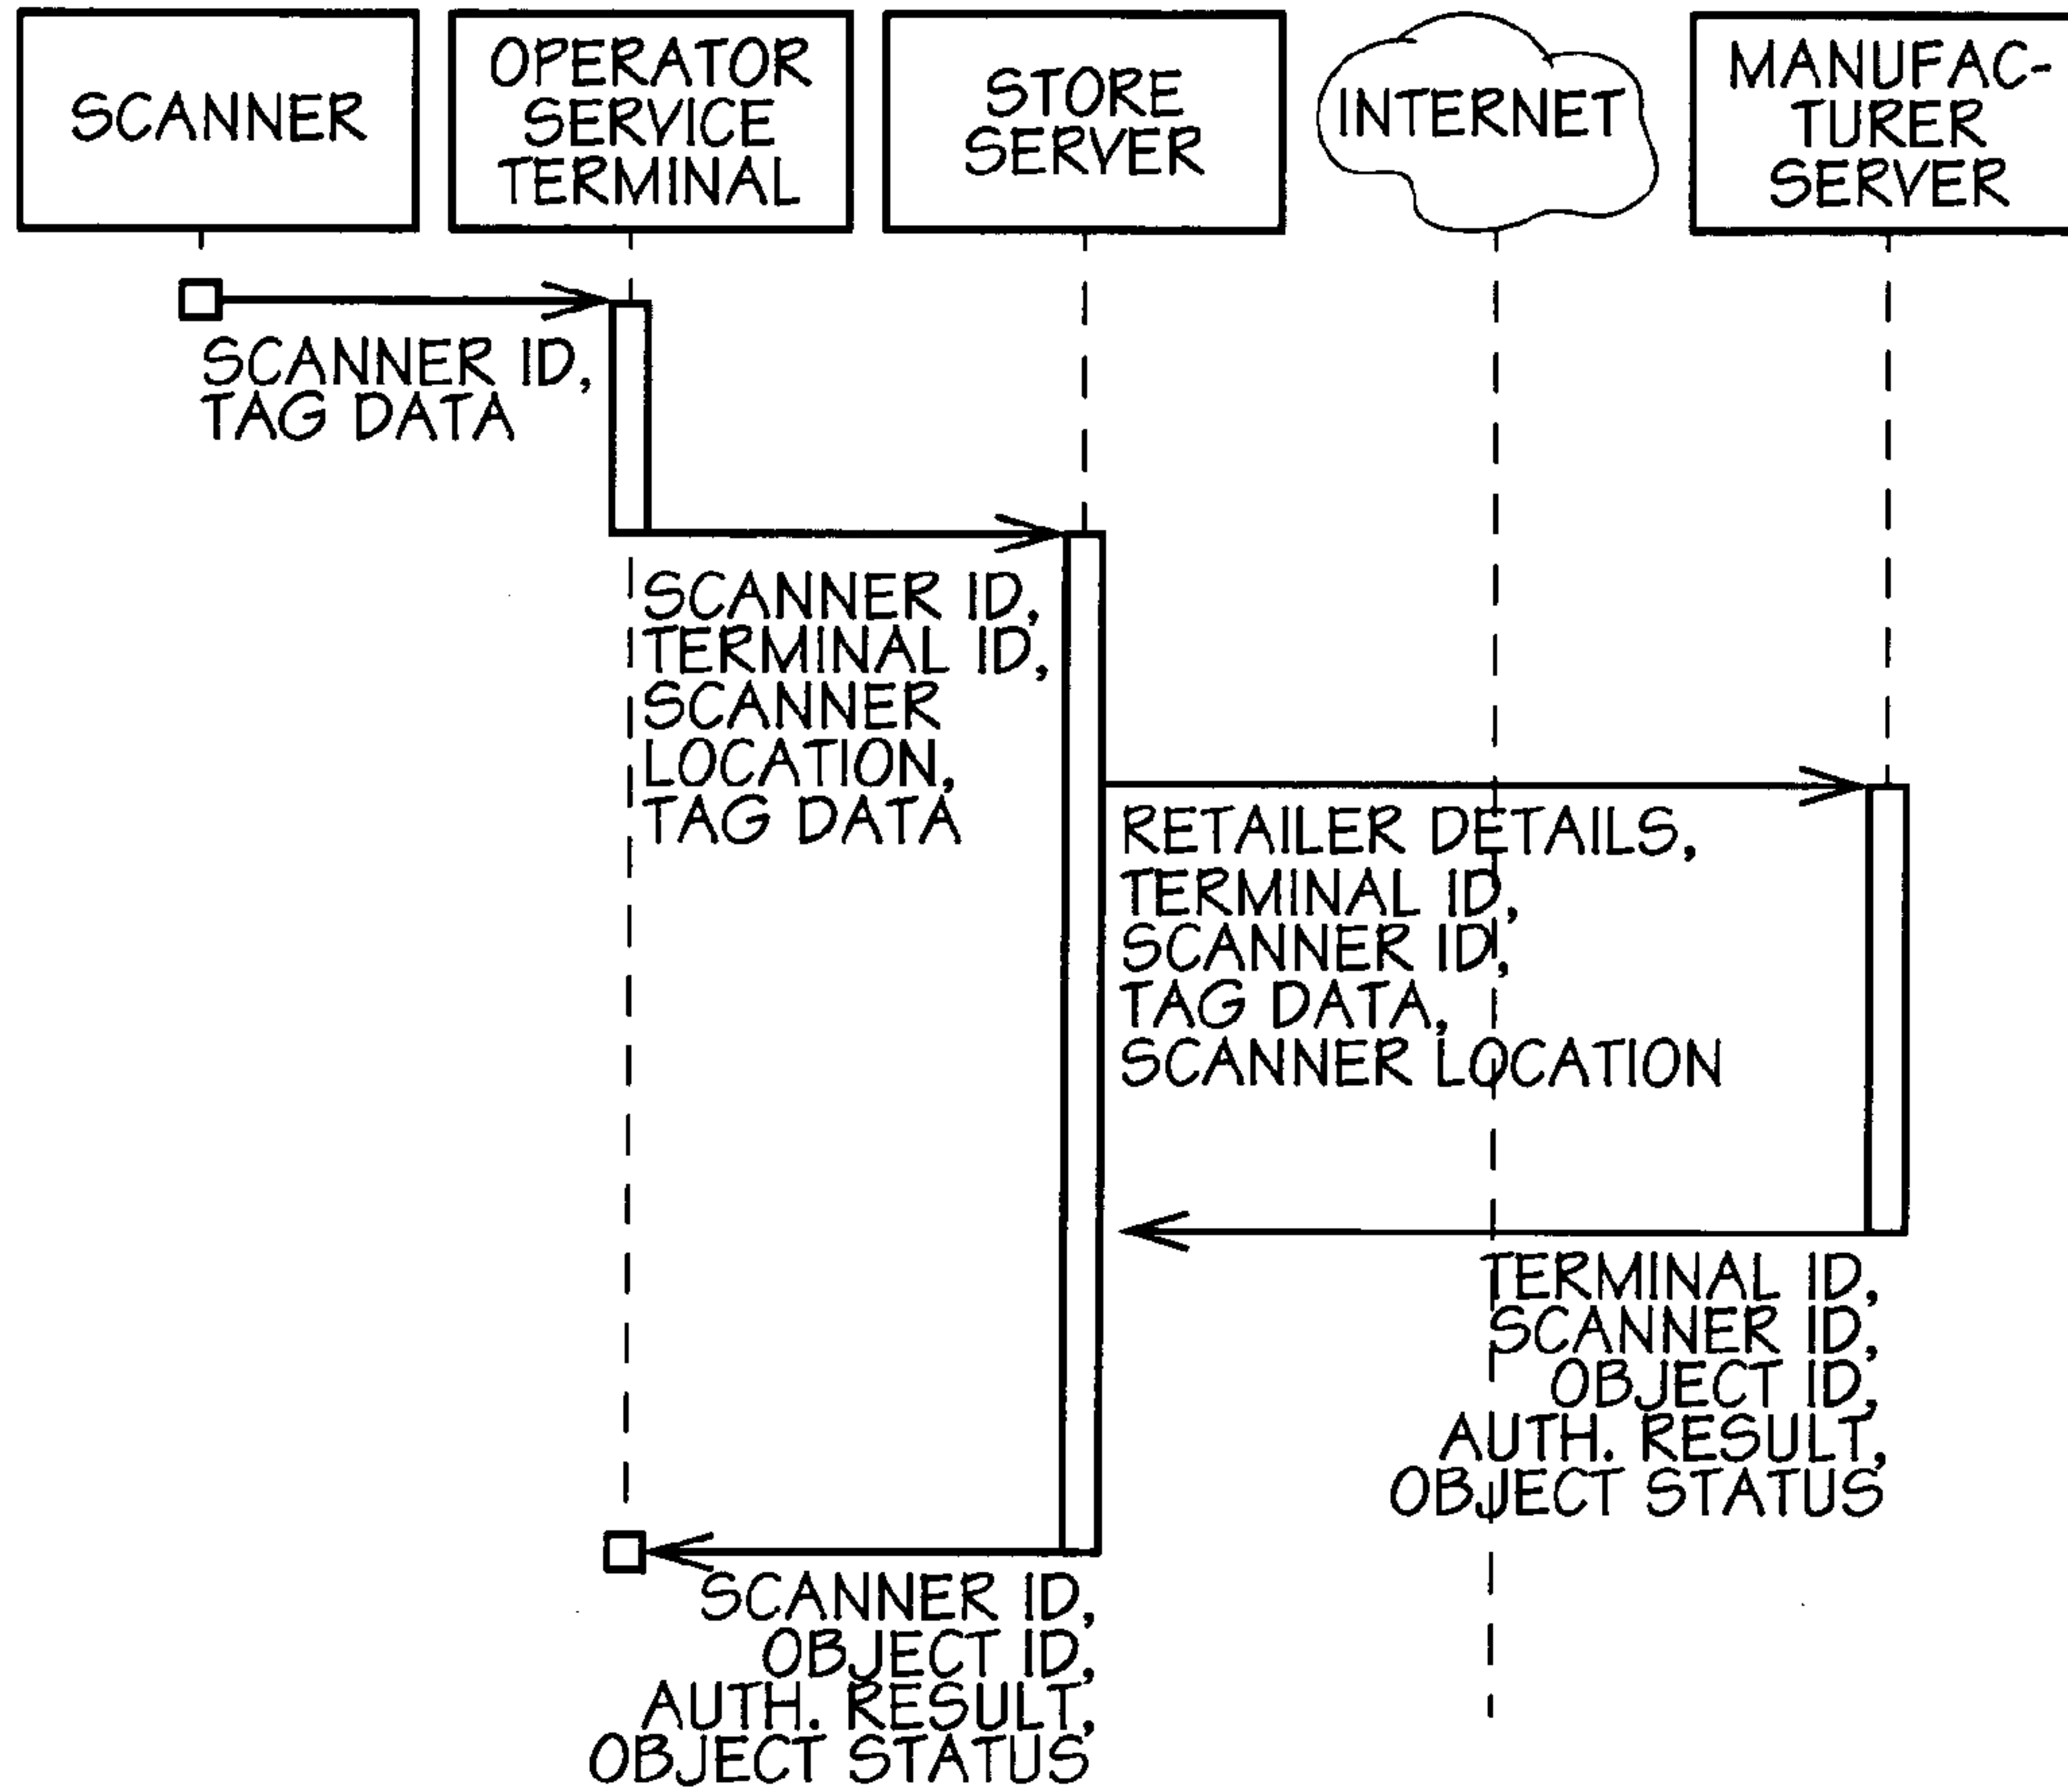 SCANNER
OPERATOR
SERVICE
TERMINAL
STORE
SERVER
INTERNET
MANUFAC-
TURER
SERVER
SCANNER ID,
TAG DATA
SCANNER ID,
TERMINAL ID,
SCANNER
LOCATION,
TAG DATA
RETAILER DETAILS,
TERMINAL ID,
SCANNER ID,
TAG DATA,
SCANNER LOCATION
TERMINAL ID,
SCANNER ID,
OBJECT ID,
AUTH. RESULT,
OBJECT STATUS
SCANNER ID,
OBJECT ID,
AUTH. RESULT,
OBJECT STATUS